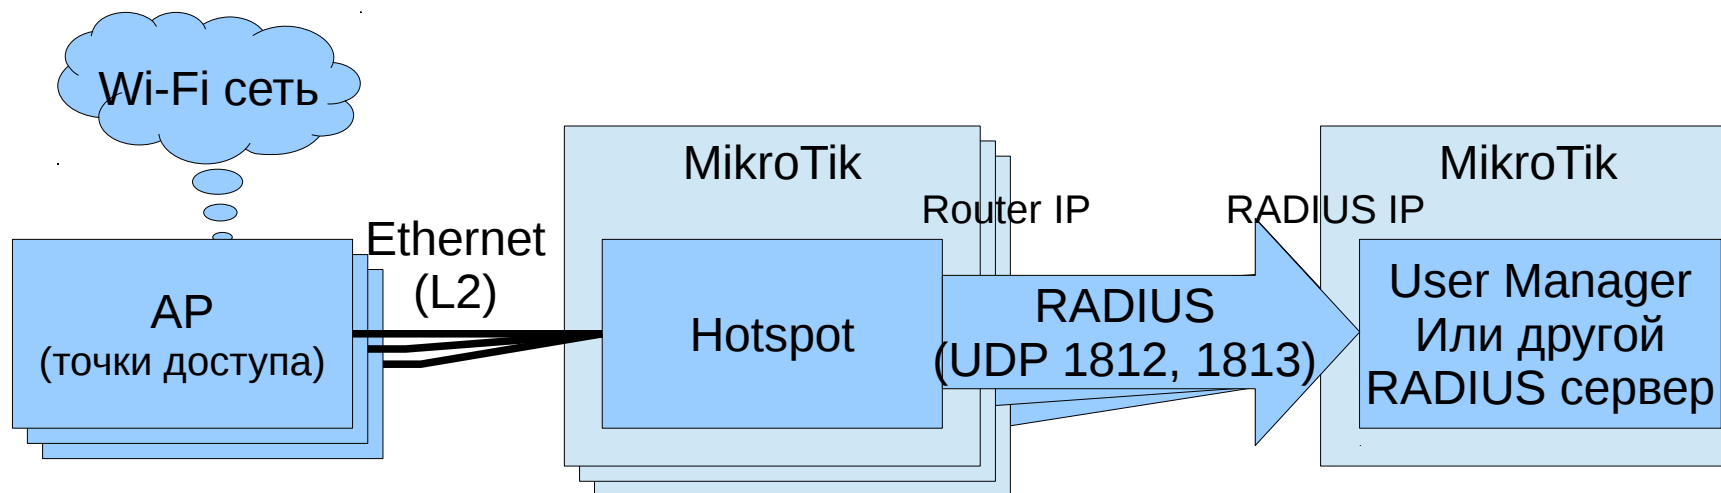 Wi-Fi сеть
MikroTik
MikroTik
Router IP
RADIUS IP
Ethernet
(L2)
AP
(точки доступа)
Hotspot
RADIUS
(UDP 1812, 1813)
User Manager
Или другой
RADIUS сервер